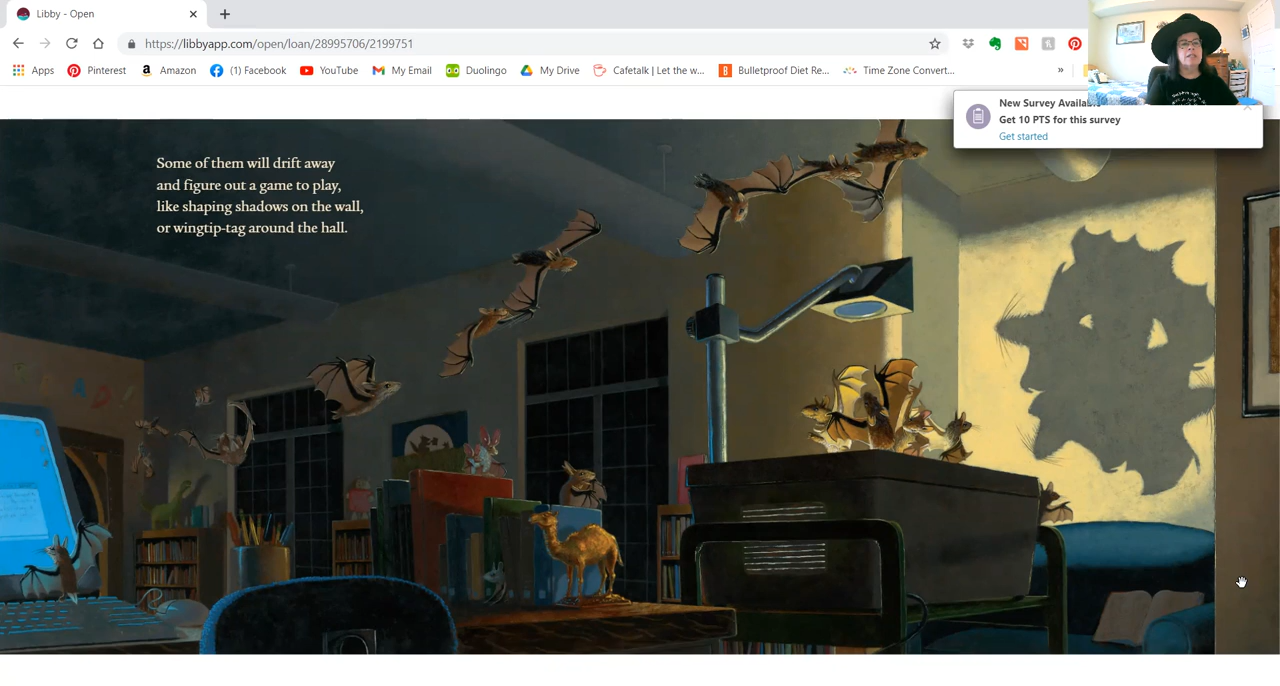 Libby - Open
https://libbyapp.com/open/loan/28995706/2199751
Apps Pinterest Amazon (1) Facebook YouTube My Email Duolingo My Drive Cafetalk | Let the w... Bulletproof Diet Re... Time Zone Convert... »
New Survey Available
Get 10 PTS for this survey
Get started
Some of them will drift away
and figure out a game to play,
like shaping shadows on the wall,
or wingtip-tag around the hall.